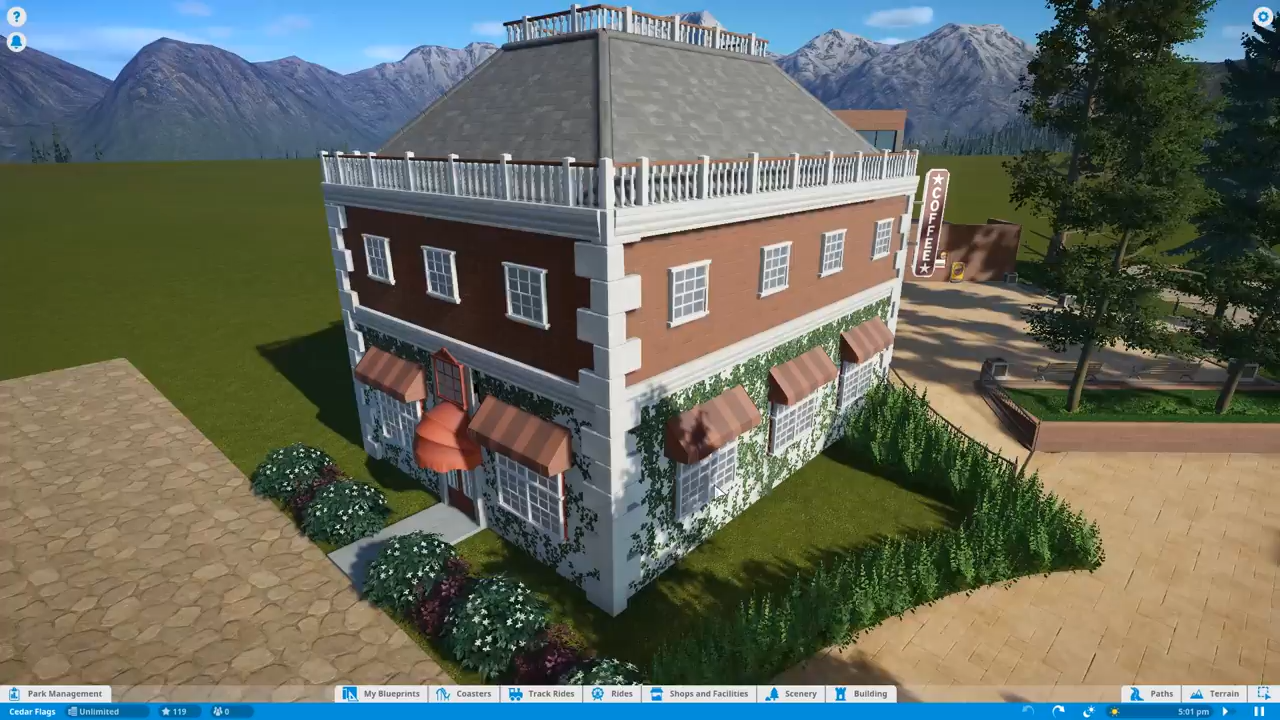 ?
★COFFEE★
Park Management
My Blueprints
Coasters
Track Rides
Rides
Shops and Facilities
Scenery
Building
Paths
Terrain
Cedar Flags
Unlimited
119
0
5:01 pm